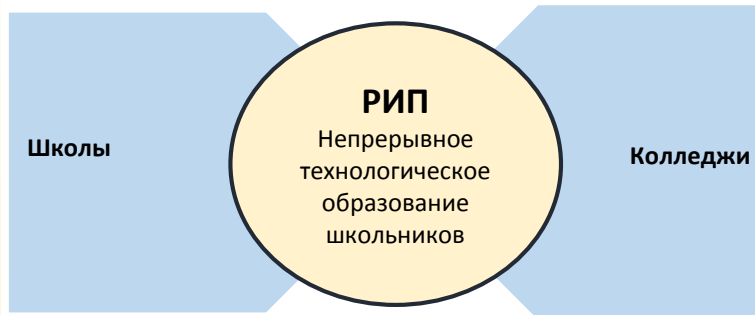 Школы
РИП
Непрерывное
технологическое
образование
школьников
Колледжи